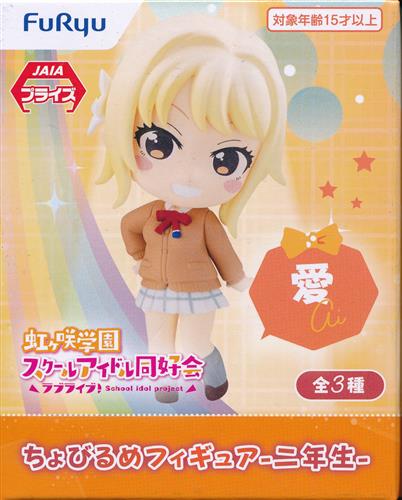 FuRyu
対象年齢15才以上
JAIA
プライズ
愛
ai
虹ヶ咲学園
スクールアイドル同好会
ラブライブ! School idol project
全3種
ちょびるめフィギュア-二年生-